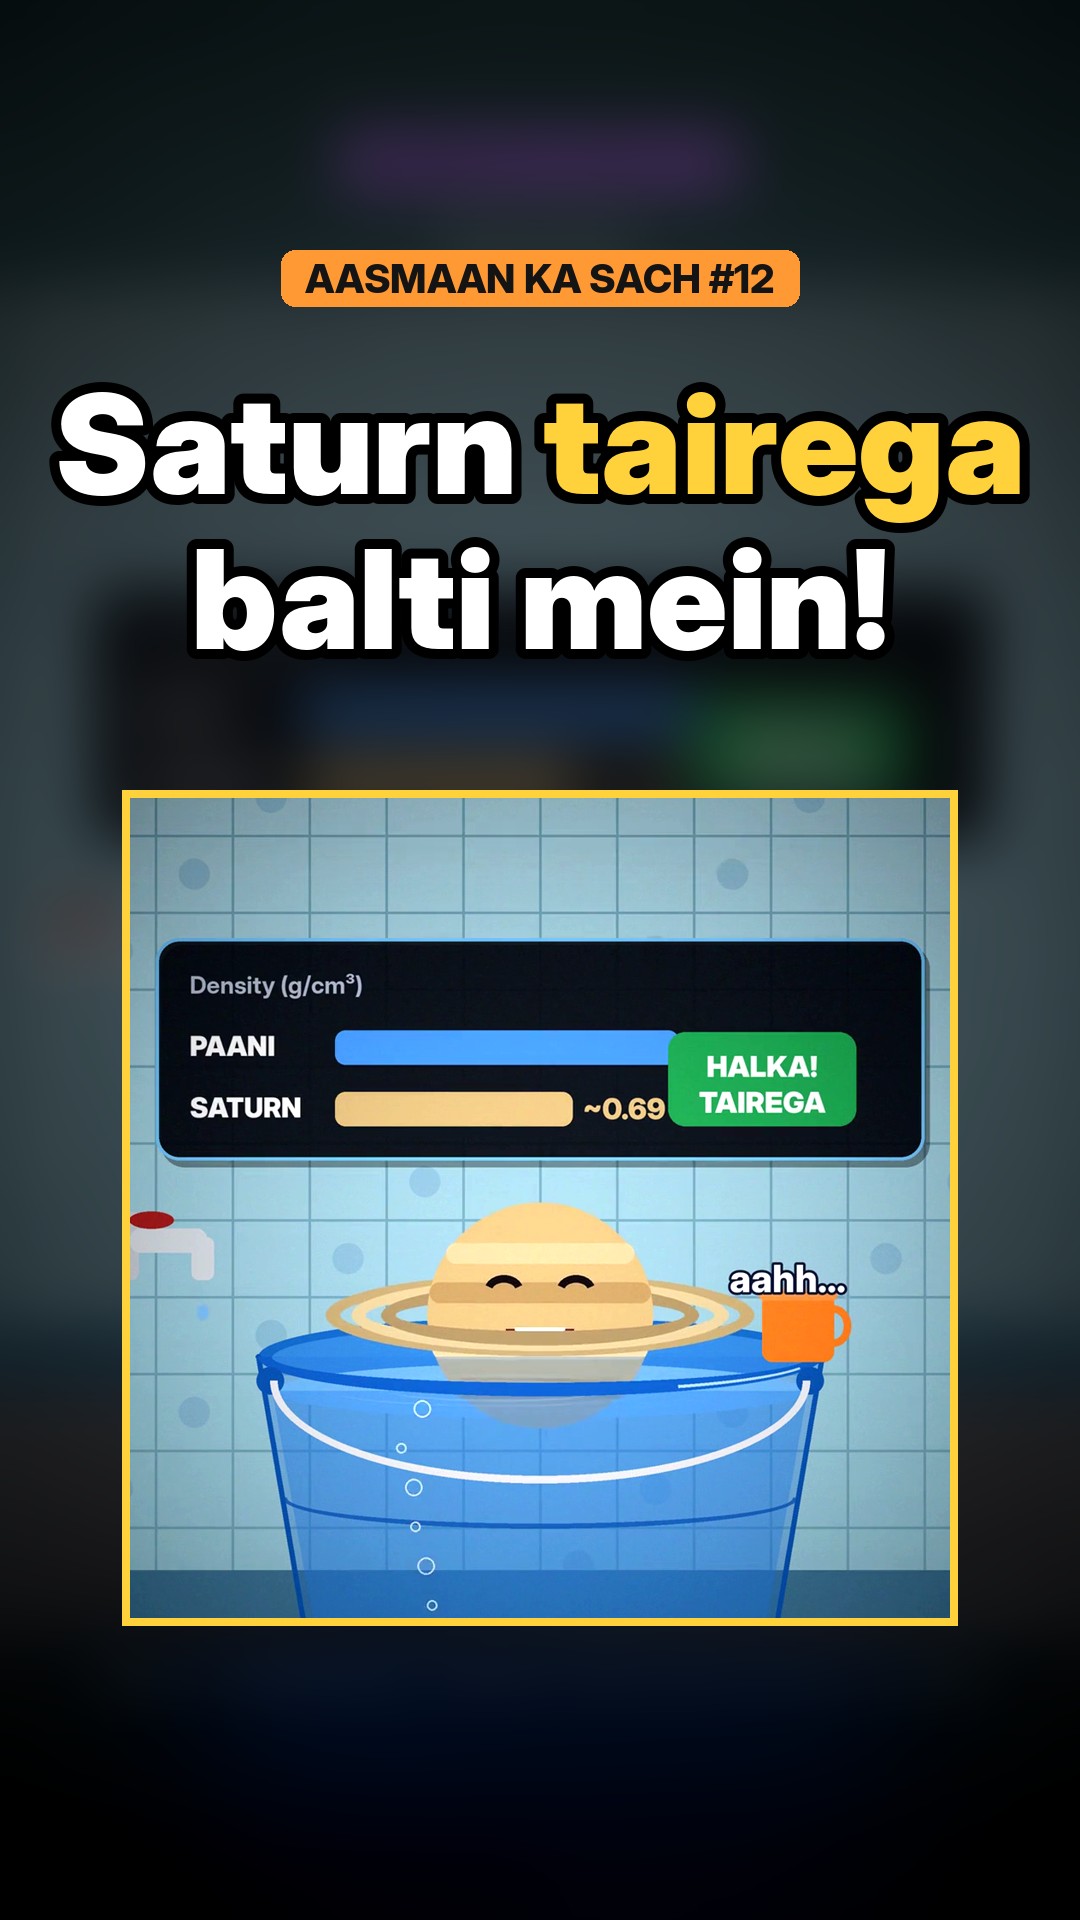 AASMAAN KA SACH #12
Saturn tairega
balti mein!
Density (g/cm³)
PAANI
SATURN ~0.69
HALKA!
TAIREGA
aahh...